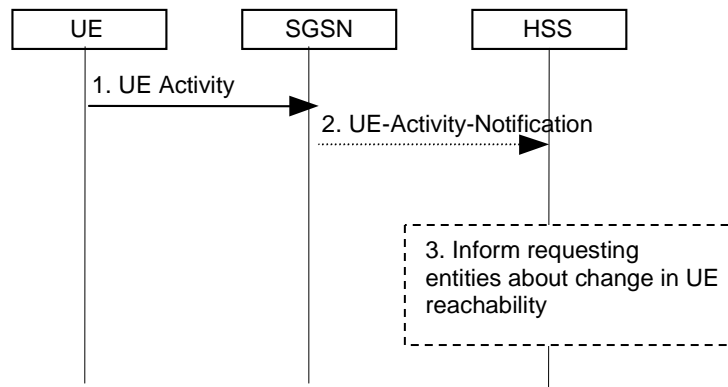 UE
SGSN
HSS
1. UE Activity
2. UE-Activity-Notification
3. Inform requesting
entities about change in UE
reachability